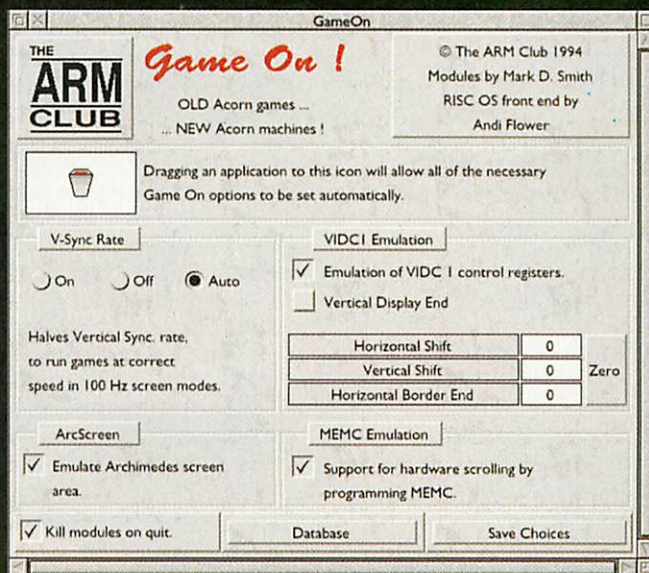 GameOn
THE
ARM
CLUB
Game On !
OLD Acorn games ...
... NEW Acorn machines !
© The ARM Club 1994
Modules by Mark D. Smith
RISC OS front end by
Andi Flower
Dragging an application to this icon will allow all of the necessary
Game On options to be set automatically.
V-Sync Rate
On Off Auto
Halves Vertical Sync. rate,
to run games at correct
speed in 100 Hz screen modes.
VIDC1 Emulation
Emulation of VIDC 1 control registers.
Vertical Display End
Horizontal Shift 0
Vertical Shift 0
Horizontal Border End 0
Zero
ArcScreen
Emulate Archimedes screen
area.
MEMC Emulation
Support for hardware scrolling by
programming MEMC.
Kill modules on quit.
Database
Save Choices